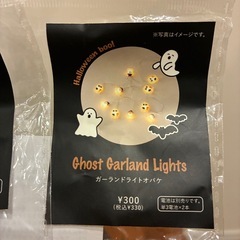 ※写真はイメージです。
Halloween boo!
Ghost Garland Lights
ガーランドライトオバケ
¥300
(税込¥330)
電池は別売りです。
単3電池×2本